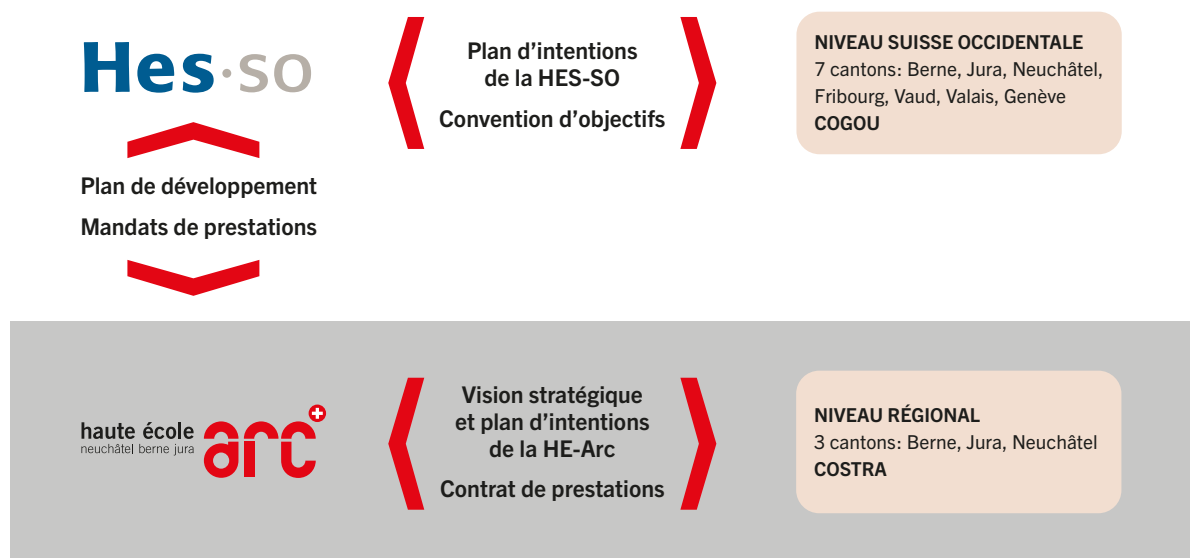 Hes·so
Plan d’intentions
de la HES-SO
Convention d’objectifs
NIVEAU SUISSE OCCIDENTALE
7 cantons: Berne, Jura, Neuchâtel,
Fribourg, Vaud, Valais, Genève
COGOU
Plan de développement
Mandats de prestations
haute école
neuchâtel berne jura
arc
Vision stratégique
et plan d’intentions
de la HE-Arc
Contrat de prestations
NIVEAU RÉGIONAL
3 cantons: Berne, Jura, Neuchâtel
COSTRA